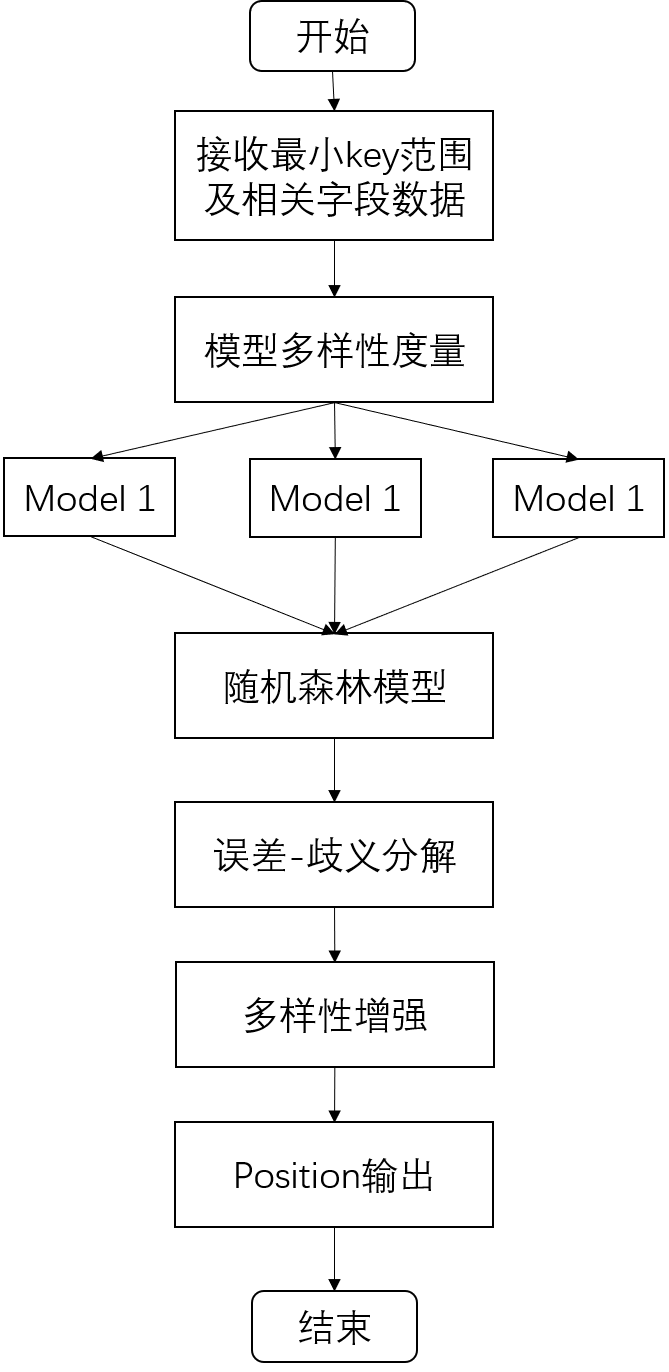 开始
接收最小key范围
及相关字段数据
模型多样性度量
Model 1
Model 1
Model 1
随机森林模型
误差-歧义分解
多样性增强
Position输出
结束